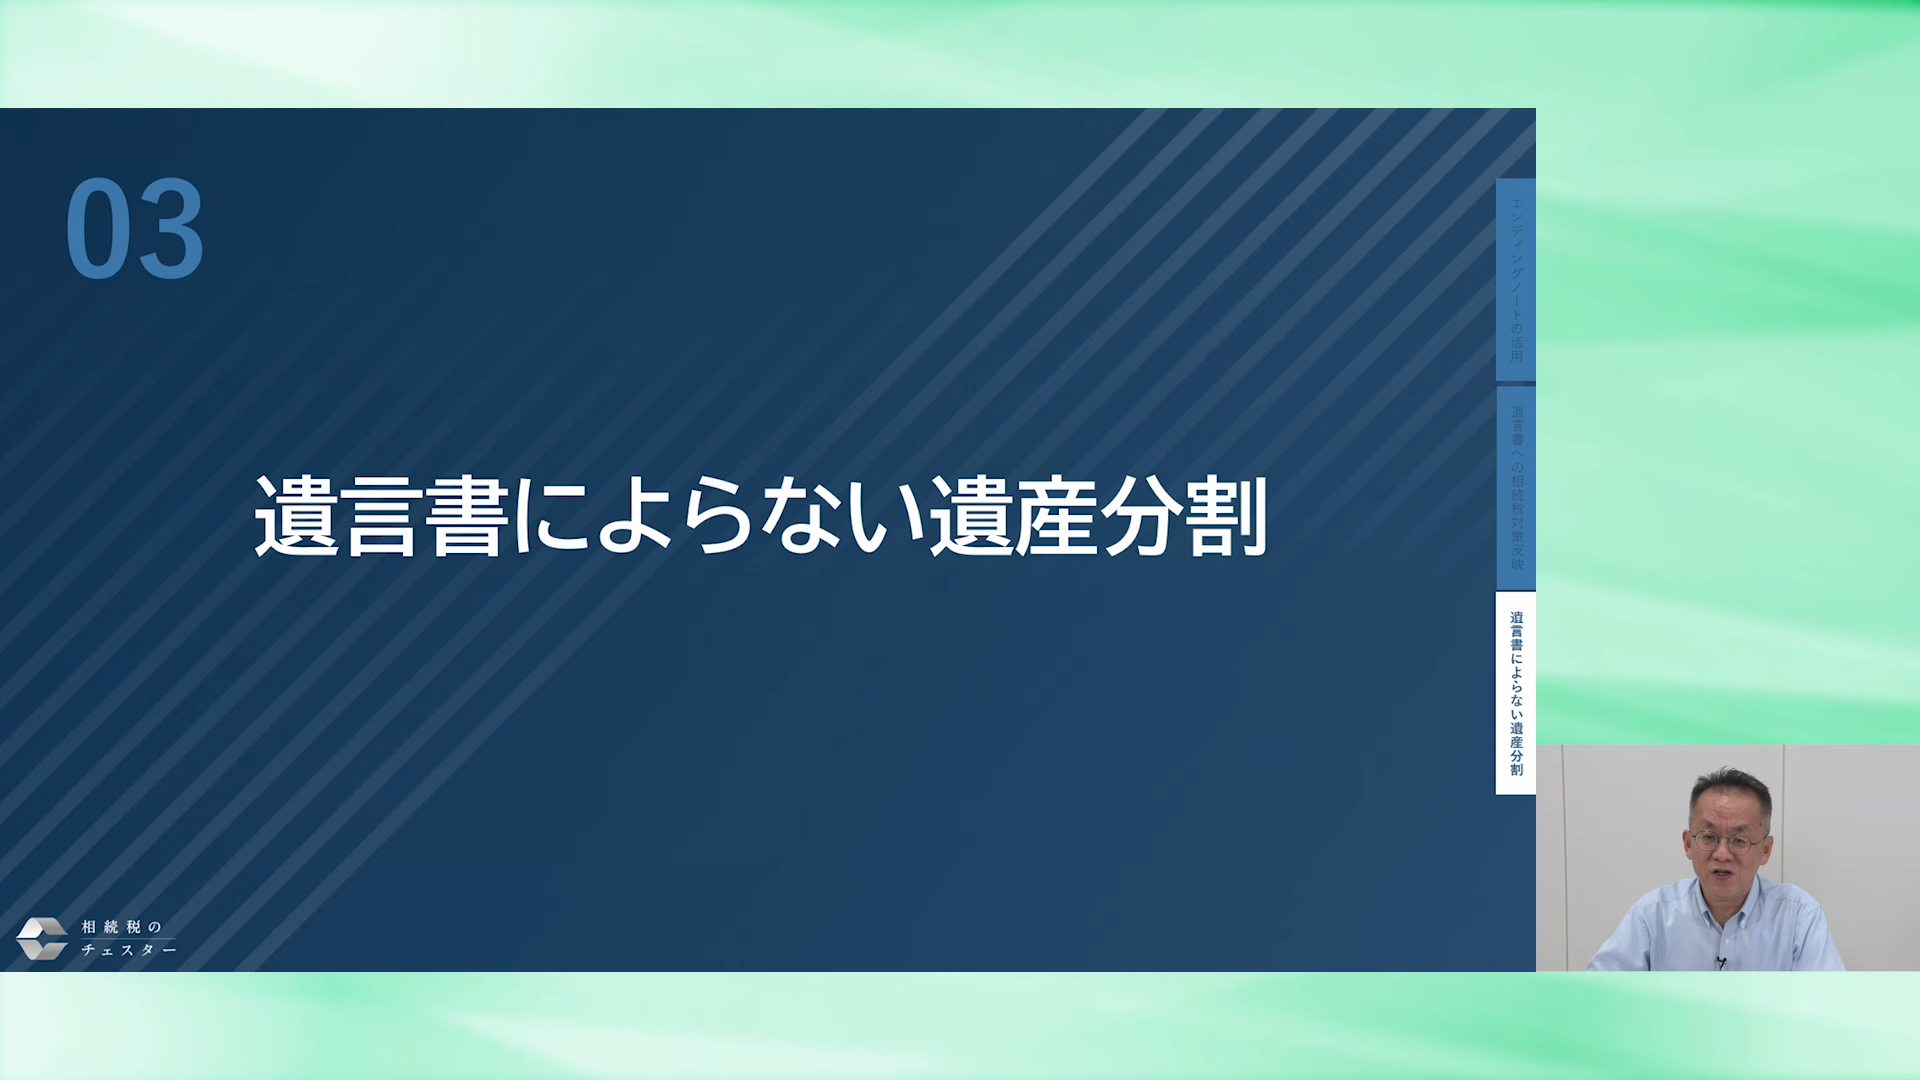 03
遺言書によらない遺産分割
エンディングノートの活用
遺言書への相続税対策反映
遺言書によらない遺産分割
相続税の
チェスター